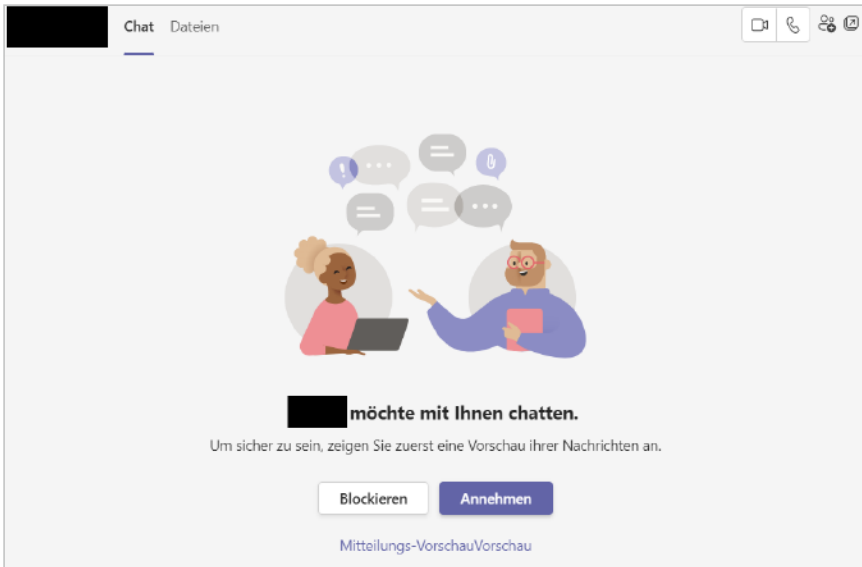 Chat Dateien
möchte mit Ihnen chatten.
Um sicher zu sein, zeigen Sie zuerst eine Vorschau ihrer Nachrichten an.
Blockieren Annehmen
Mitteilungs-VorschauVorschau